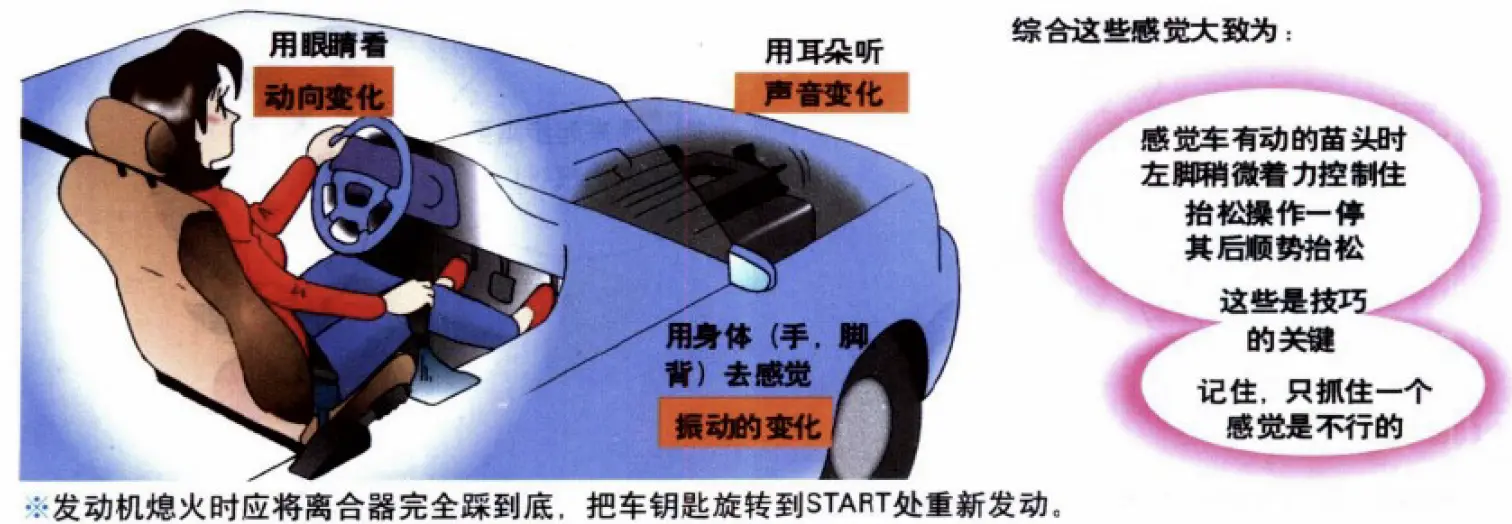 用眼睛看
动向变化
用耳朵听
声音变化
用身体（手，脚
背）去感觉
振动的变化
综合这些感觉大致为：
感觉车有动的苗头时
左脚稍微着力控制住
抬松操作一停
其后顺势抬松
这些是技巧
的关键
记住，只抓住一个
感觉是不行的
※发动机熄火时应将离合器完全踩到底，把车钥匙旋转到START处重新发动。